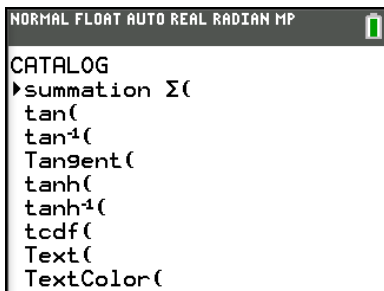 NORMAL FLOAT AUTO REAL RADIAN MP
CATALOG
▶summation Σ(
tan(
tan⁻¹(
Tangent(
tanh(
tanh⁻¹(
tcdf(
Text(
TextColor(